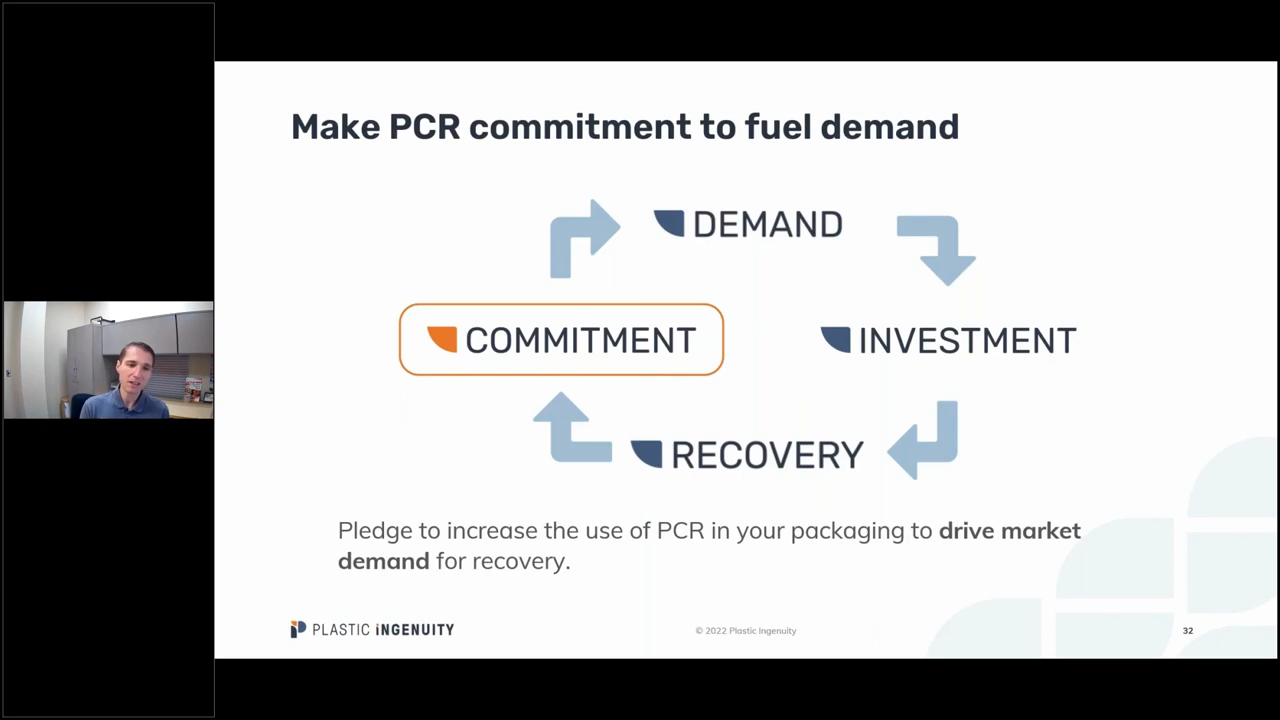 Make PCR commitment to fuel demand
DEMAND
COMMITMENT
INVESTMENT
RECOVERY
Pledge to increase the use of PCR in your packaging to drive market
demand for recovery.
PLASTIC INGENUITY
© 2022 Plastic Ingenuity
32